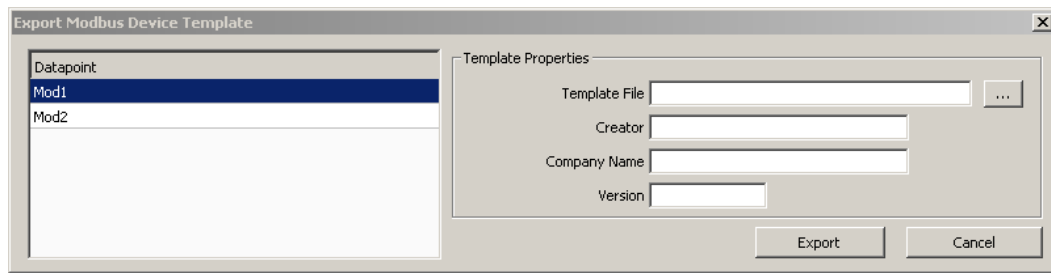 Export Modbus Device Template
Datapoint
Mod1
Mod2
Template Properties
Template File
...
Creator
Company Name
Version
Export
Cancel